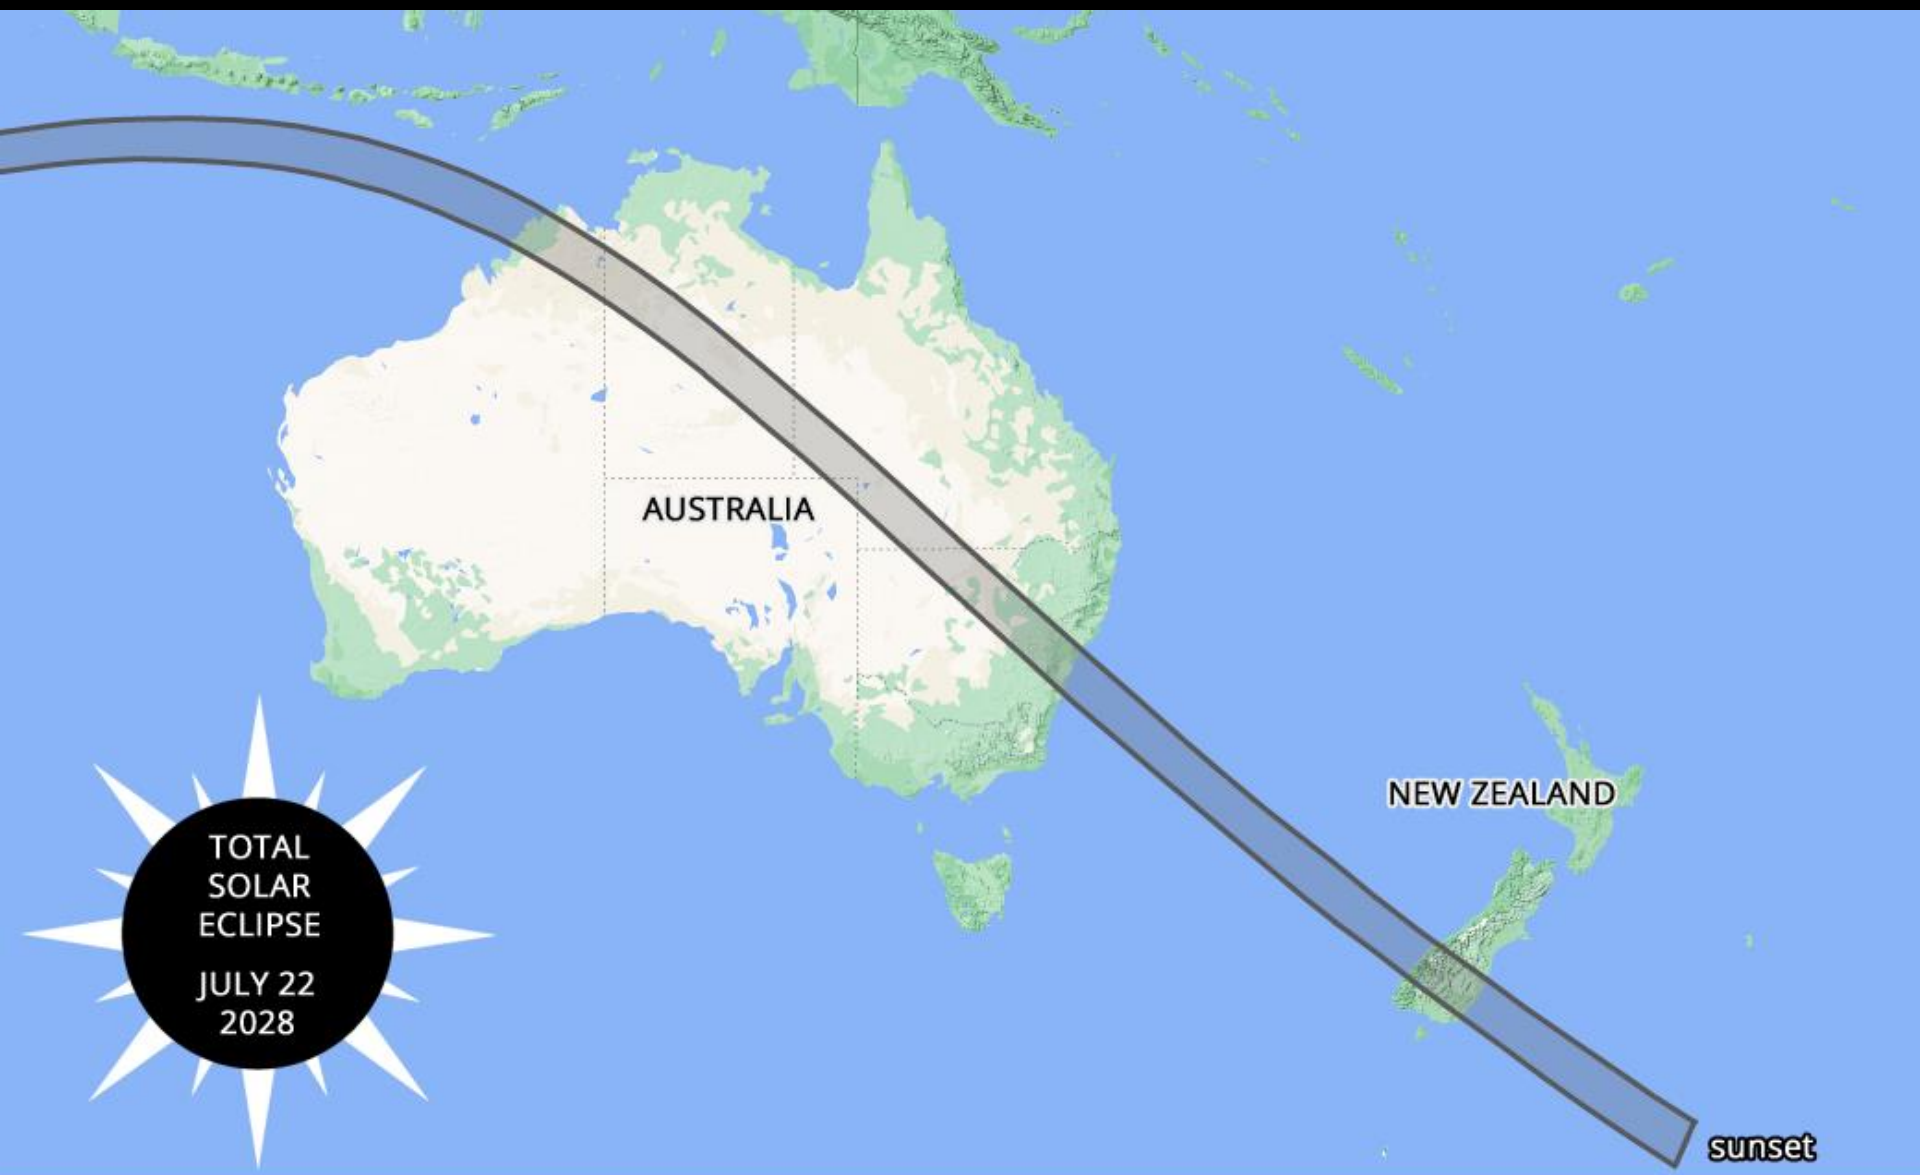 AUSTRALIA
NEW ZEALAND
TOTAL
SOLAR
ECLIPSE
JULY 22
2028
sunset